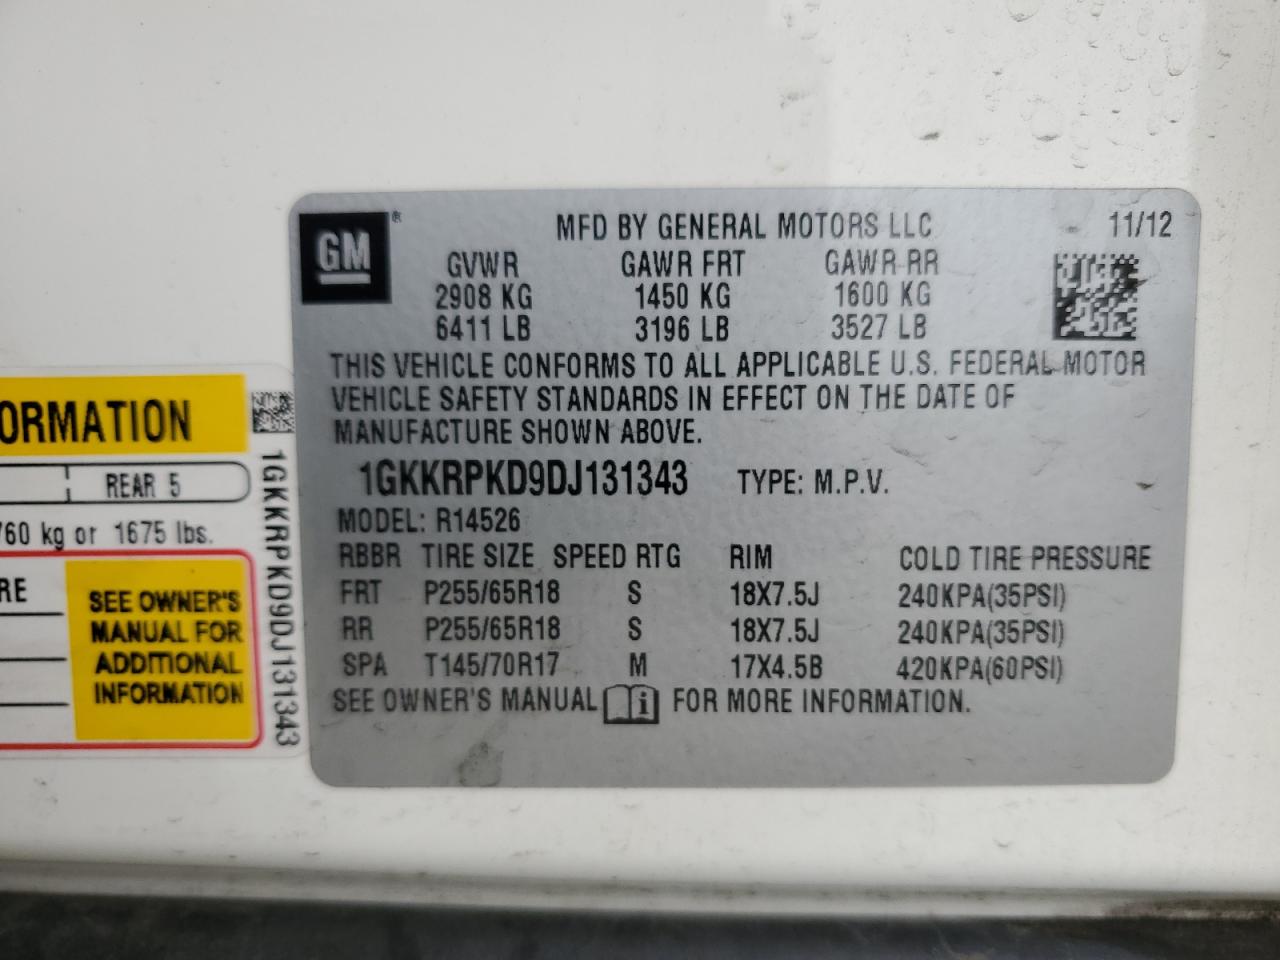 GM ®
MFD BY GENERAL MOTORS LLC 11/12
GVWR GAWR FRT GAWR RR
2908 KG 1450 KG 1600 KG
6411 LB 3196 LB 3527 LB
THIS VEHICLE CONFORMS TO ALL APPLICABLE U.S. FEDERAL MOTOR
VEHICLE SAFETY STANDARDS IN EFFECT ON THE DATE OF
MANUFACTURE SHOWN ABOVE.
1GKKRPKD9DJ131343 TYPE: M.P.V.
MODEL: R14526
RBBR TIRE SIZE SPEED RTG RIM COLD TIRE PRESSURE
FRT P255/65R18 S 18X7.5J 240KPA(35PSI)
RR P255/65R18 S 18X7.5J 240KPA(35PSI)
SPA T145/70R17 M 17X4.5B 420KPA(60PSI)
SEE OWNER'S MANUAL i FOR MORE INFORMATION.
ORMATION
REAR 5
760 kg or 1675 lbs.
RE
SEE OWNER'S
MANUAL FOR
ADDITIONAL
INFORMATION
1GKKRPKD9DJ131343